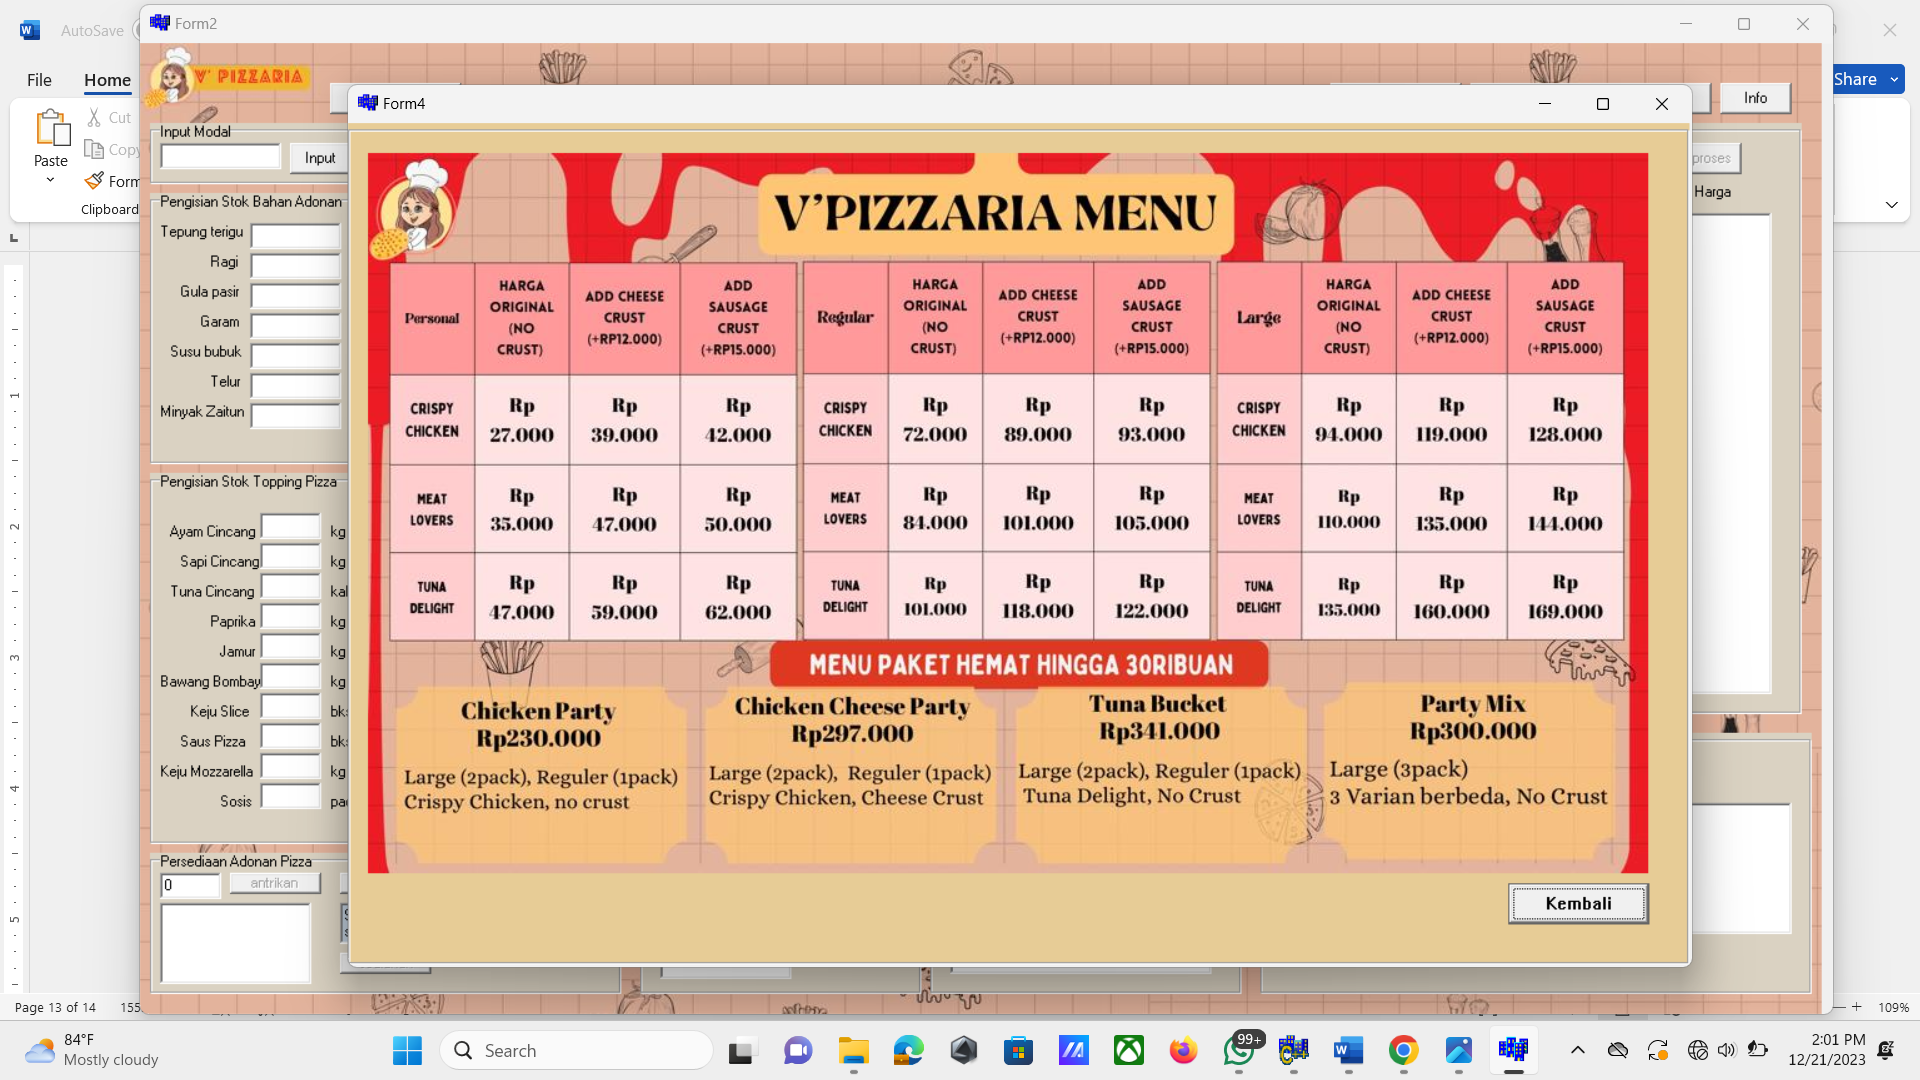 AutoSave
Form2
File
Home
Share
Paste
Cut
Copy
Form
Clipboard
V' PIZZARIA
Info
Input Modal
Input
Pengisian Stok Bahan Adonan
Tepung terigu
Ragi
Gula pasir
Garam
Susu bubuk
Telur
Minyak Zaitun
Pengisian Stok Topping Pizza
Ayam Cincang kg
Sapi Cincang kg
Tuna Cincang
Paprika kg
Jamur kg
Bawang Bombay kg
Keju Slice
Saus Pizza
Keju Mozzarella kg
Sosis
Persediaan Adonan Pizza
0
antrikan
proses
Harga
Form4
V'PIZZARIA MENU
Personal
HARGA
ORIGINAL
(NO
CRUST)
ADD CHEESE
CRUST
(+RP12.000)
ADD
SAUSAGE
CRUST
(+RP15.000)
CRISPY
CHICKEN
Rp
27.000
Rp
39.000
Rp
42.000
MEAT
LOVERS
Rp
35.000
Rp
47.000
Rp
50.000
TUNA
DELIGHT
Rp
47.000
Rp
59.000
Rp
62.000
Regular
HARGA
ORIGINAL
(NO
CRUST)
ADD CHEESE
CRUST
(+RP12.000)
ADD
SAUSAGE
CRUST
(+RP15.000)
CRISPY
CHICKEN
Rp
72.000
Rp
89.000
Rp
93.000
MEAT
LOVERS
Rp
84.000
Rp
101.000
Rp
105.000
TUNA
DELIGHT
Rp
101.000
Rp
118.000
Rp
122.000
Large
HARGA
ORIGINAL
(NO
CRUST)
ADD CHEESE
CRUST
(+RP12.000)
ADD
SAUSAGE
CRUST
(+RP15.000)
CRISPY
CHICKEN
Rp
94.000
Rp
119.000
Rp
128.000
MEAT
LOVERS
Rp
110.000
Rp
135.000
Rp
144.000
TUNA
DELIGHT
Rp
135.000
Rp
160.000
Rp
169.000
MENU PAKET HEMAT HINGGA 30RIBUAN
Chicken Party
Rp230.000
Large (2pack), Reguler (1pack)
Crispy Chicken, no crust
Chicken Cheese Party
Rp297.000
Large (2pack), Reguler (1pack)
Crispy Chicken, Cheese Crust
Tuna Bucket
Rp341.000
Large (2pack), Reguler (1pack)
Tuna Delight, No Crust
Party Mix
Rp300.000
Large (3pack)
3 Varian berbeda, No Crust
Kembali
1
2
3
4
5
Page 13 of 14
109%
84°F
Mostly cloudy
Search
99+
2:01 PM
12/21/2023